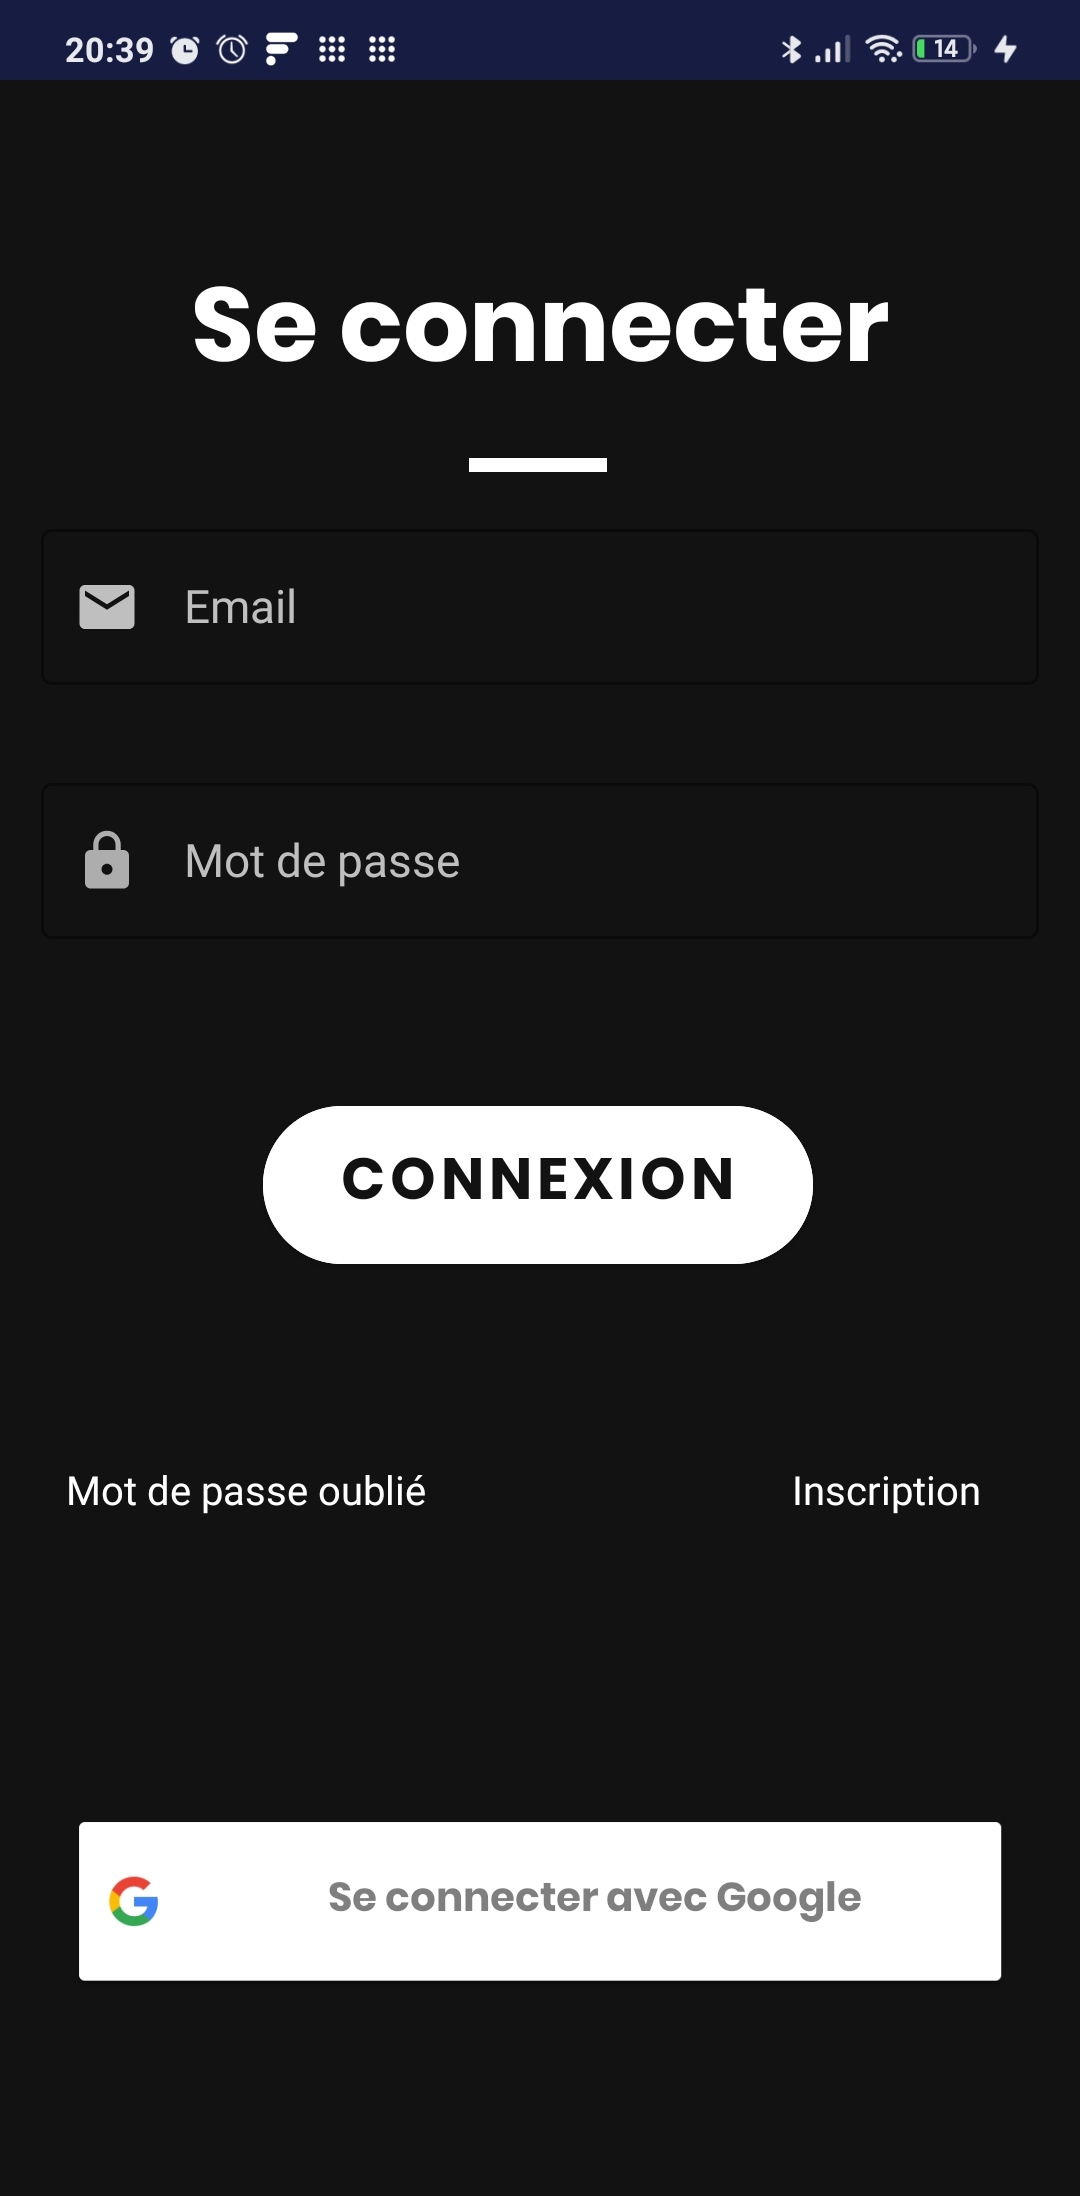 20:39
14
Se connecter
Email
Mot de passe
CONNEXION
Mot de passe oublié
Inscription
Se connecter avec Google